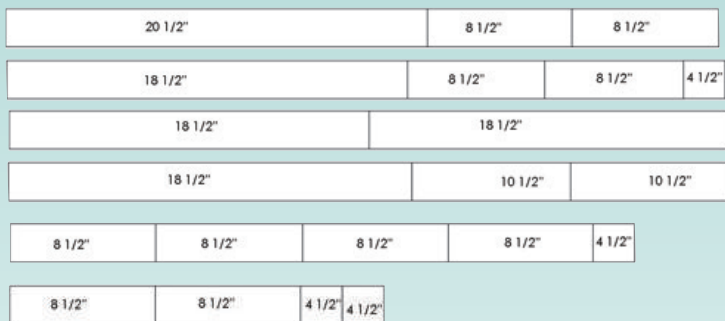 20 1/2" 8 1/2" 8 1/2"
18 1/2" 8 1/2" 8 1/2" 4 1/2"
18 1/2" 18 1/2"
18 1/2" 10 1/2" 10 1/2"
8 1/2" 8 1/2" 8 1/2" 8 1/2" 4 1/2"
8 1/2" 8 1/2" 4 1/2" 4 1/2"